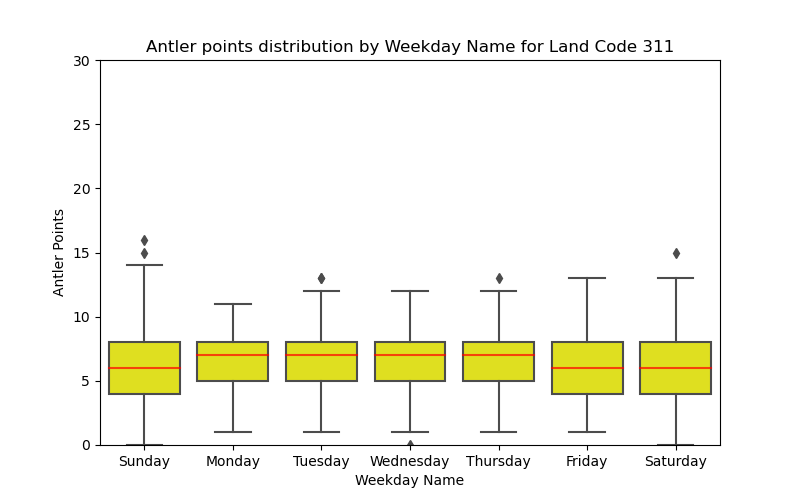 Antler points distribution by Weekday Name for Land Code 311
30
25
20
15
10
5
0
Antler Points
Sunday Monday Tuesday Wednesday Thursday Friday Saturday
Weekday Name